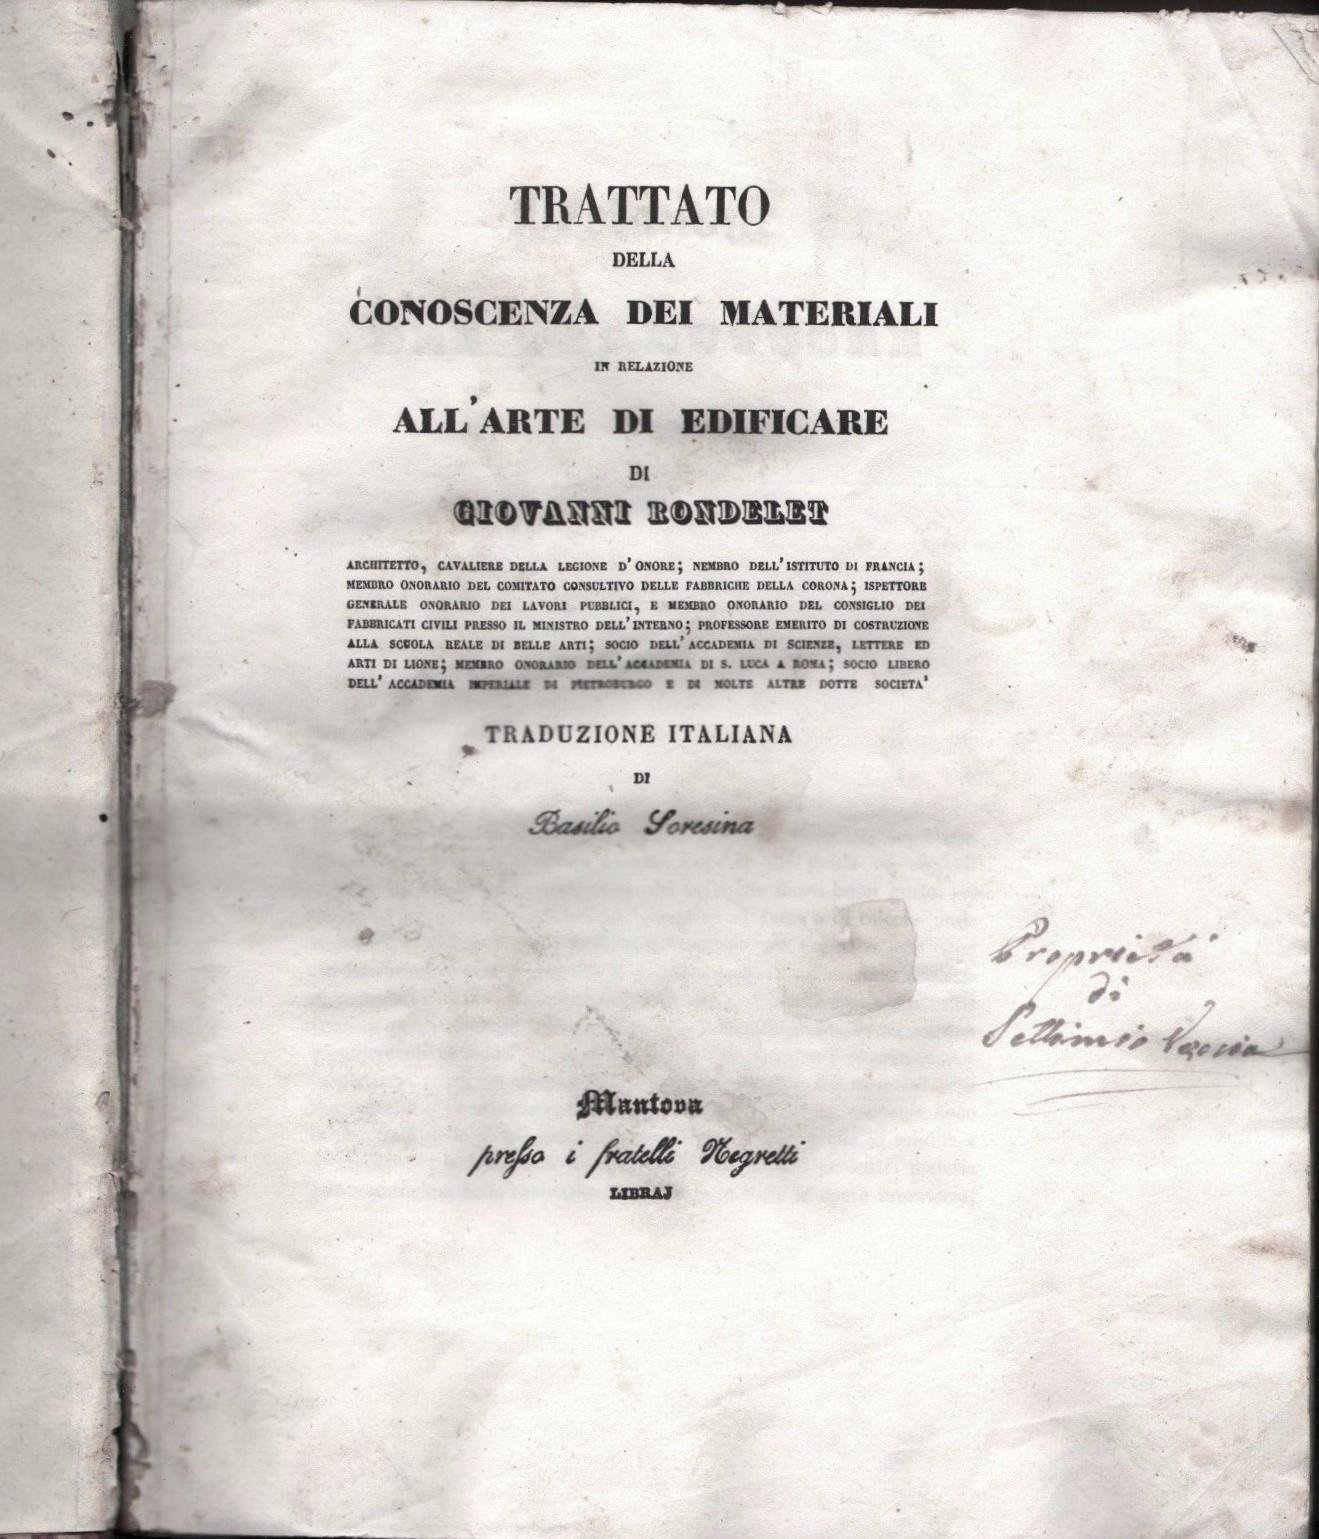 TRATTATO
DELLA
CONOSCENZA DEI MATERIALI
IN RELAZIONE
ALL'ARTE DI EDIFICARE
DI
GIOVANNI RONDELET
ARCHITETTO, CAVALIERE DELLA LEGIONE D'ONORE; NEMBRO DELL'ISTITUTO DI FRANCIA;
MEMBRO ONORARIO DEL COMITATO CONSULTIVO DELLE FABBRICHE DELLA CORONA; ISPETTORE
GENERALE ONORARIO DEI LAVORI PUBBLICI, E MEMBRO ONORARIO DEL CONSIGLIO DEI
FABBRICATI CIVILI PRESSO IL MINISTRO DELL'INTERNO; PROFESSORE EMERITO DI COSTRUZIONE
ALLA SCUOLA REALE DI BELLE ARTI; SOCIO DELL'ACCADEMIA DI SCIENZE, LETTERE ED
ARTI DI LIONE; MEMBRO ONORARIO DELL'ACCADEMIA DI S. LUCA A ROMA; SOCIO LIBERO
DELL'ACCADEMIA IMPERIALE DI PIETROBURGO E DI MOLTE ALTRE DOTTE SOCIETA'
TRADUZIONE ITALIANA
DI
Basilio Soresina
Proprietà
di
Settimio
Mantova
presso i fratelli Negretti
LIBRAJ